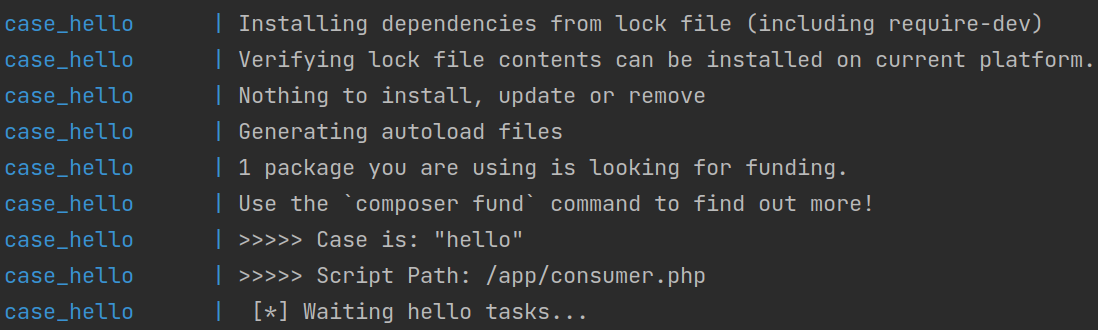 case_hello | Installing dependencies from lock file (including require-dev)
case_hello | Verifying lock file contents can be installed on current platform.
case_hello | Nothing to install, update or remove
case_hello | Generating autoload files
case_hello | 1 package you are using is looking for funding.
case_hello | Use the `composer fund` command to find out more!
case_hello | >>>>> Case is: "hello"
case_hello | >>>>> Script Path: /app/consumer.php
case_hello |  [*] Waiting hello tasks...